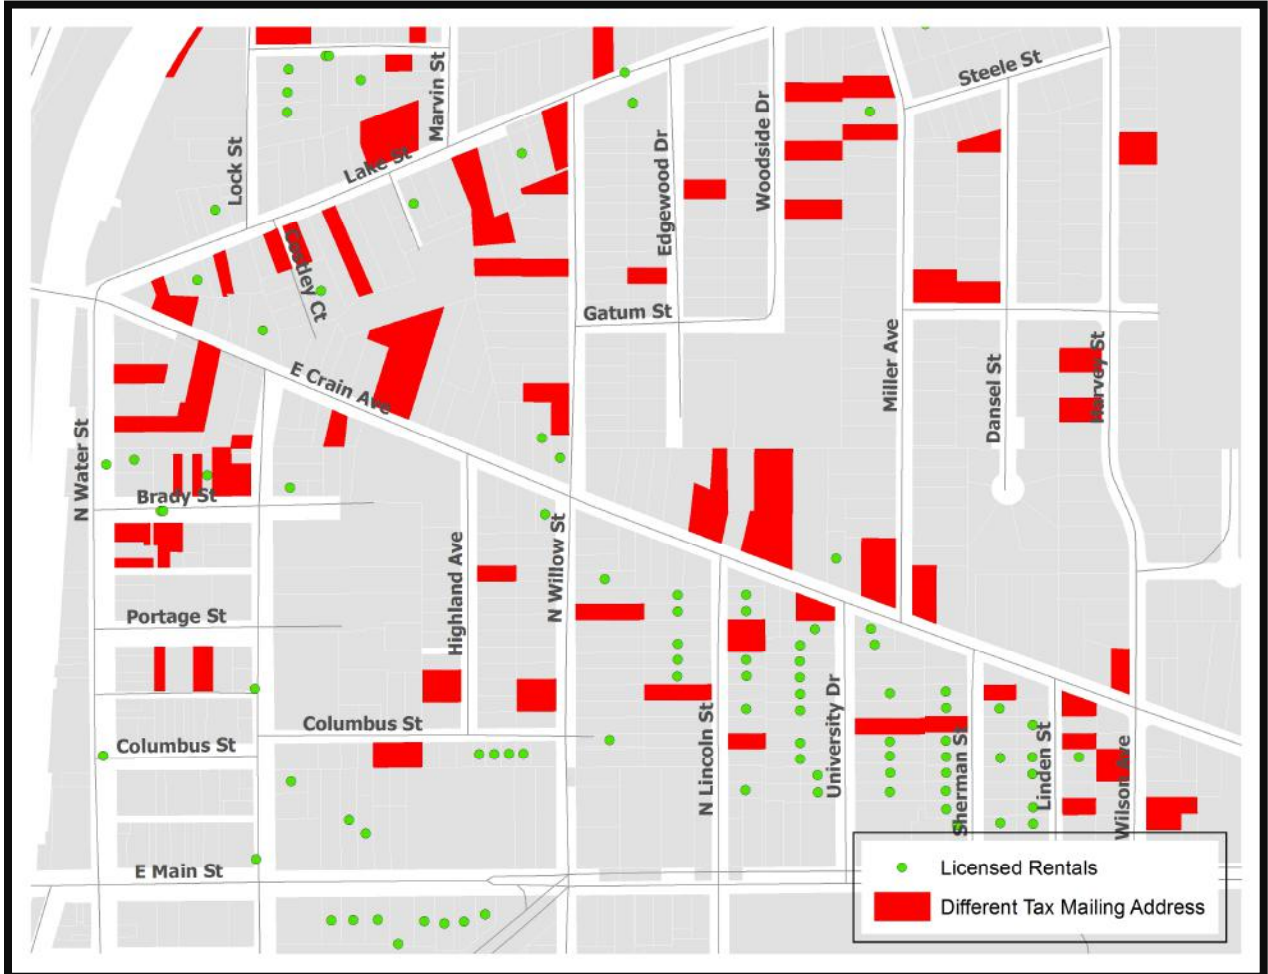 Steele St
Marvin St
Lake St
Lock St
Edgewood Dr
Woodside Dr
Cooley Ct
Gatum St
E Crain Ave
Miller Ave
Dansel St
Harvey St
N Water St
Brady St
Highland Ave
N Willow St
Portage St
Columbus St
Columbus St
N Lincoln St
University Dr
Sherman St
Linden St
Wilson Ave
E Main St
Licensed Rentals
Different Tax Mailing Address